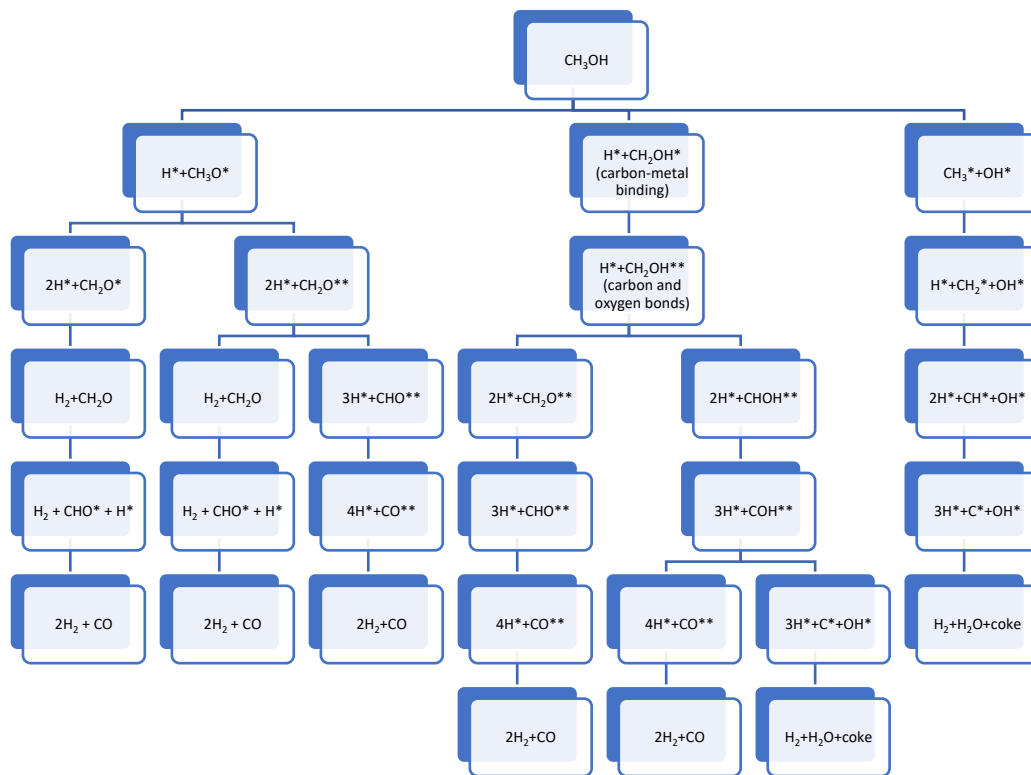 CH₃OH
H*+CH₃O*
H*+CH₂OH*
(carbon-metal
binding)
CH₃*+OH*
2H*+CH₂O*
2H*+CH₂O**
H*+CH₂OH**
(carbon and
oxygen bonds)
H*+CH₂*+OH*
H₂+CH₂O
H₂+CH₂O
3H*+CHO**
2H*+CH₂O**
2H*+CHOH**
2H*+CH*+OH*
H₂ + CHO* + H*
H₂ + CHO* + H*
4H*+CO**
3H*+CHO**
3H*+COH**
3H*+C*+OH*
2H₂ + CO
2H₂ + CO
2H₂+CO
4H*+CO**
4H*+CO**
3H*+C*+OH*
H₂+H₂O+coke
2H₂+CO
2H₂+CO
H₂+H₂O+coke